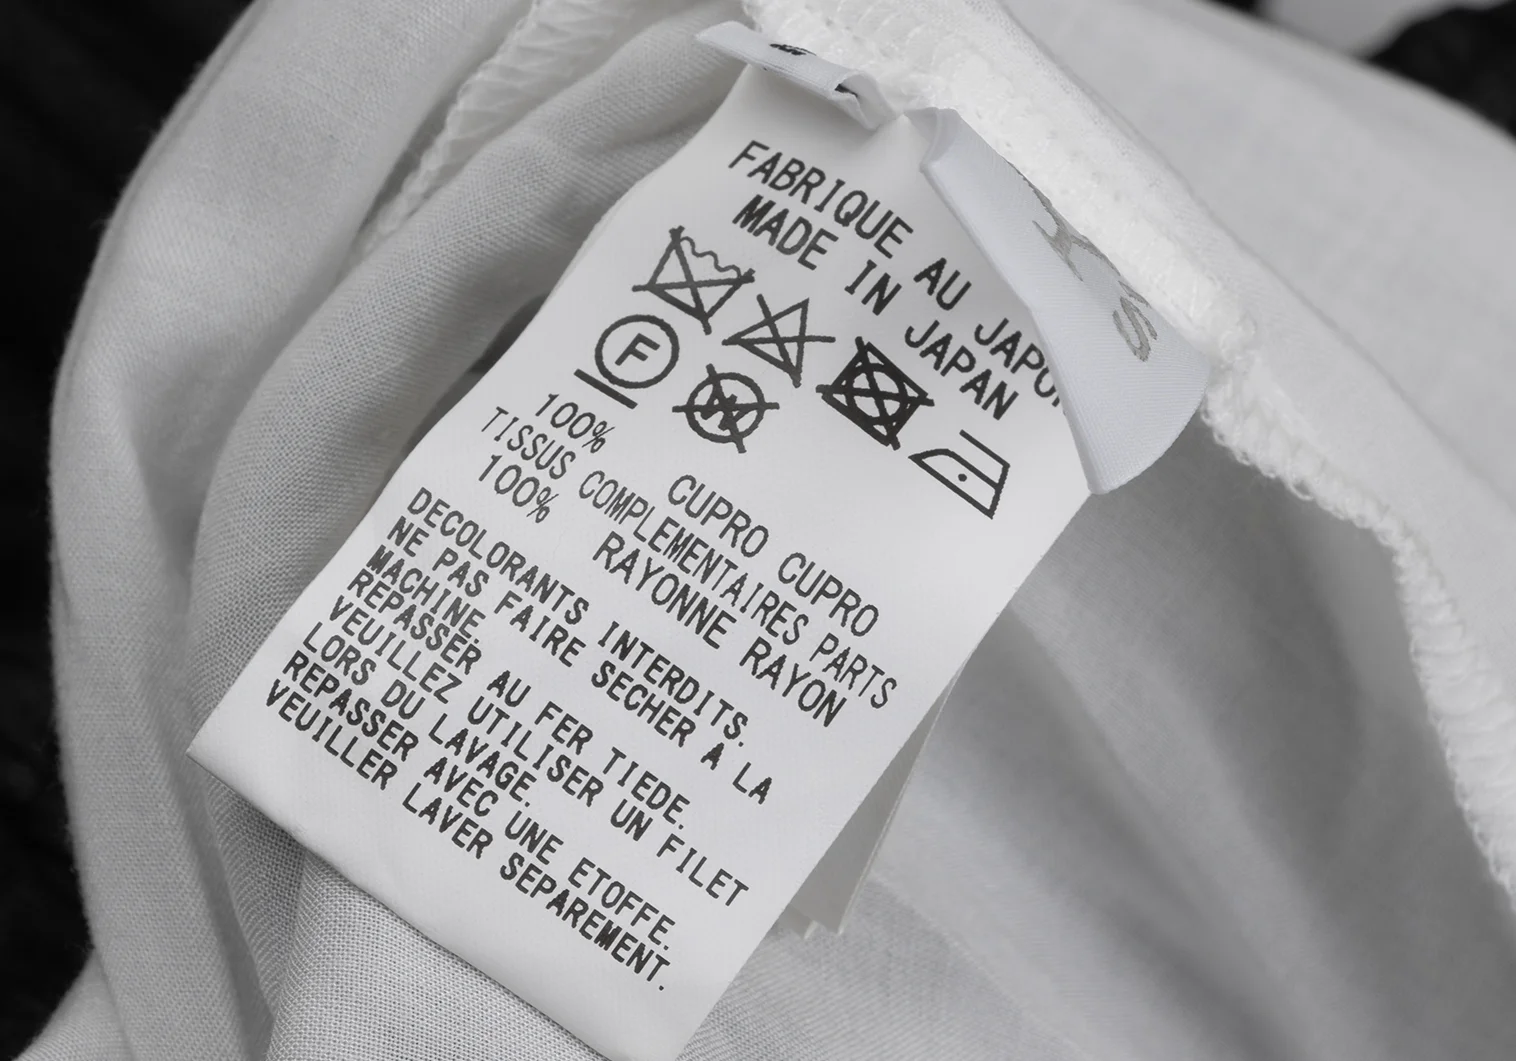 FABRIQUE AU JAPON
MADE IN JAPAN
F
W
100% CUPRO CUPRO
TISSUS COMPLEMENTAIRES PARTS
100% RAYONNE RAYON
DECOLORANTS INTERDITS.
NE PAS FAIRE SECHER A LA
MACHINE.
REPASSER AU FER TIEDE.
VEUILLEZ UTILISER UN FILET
LORS DU LAVAGE.
REPASSER AVEC UNE ETOFFE.
VEUILLER LAVER SEPAREMENT.